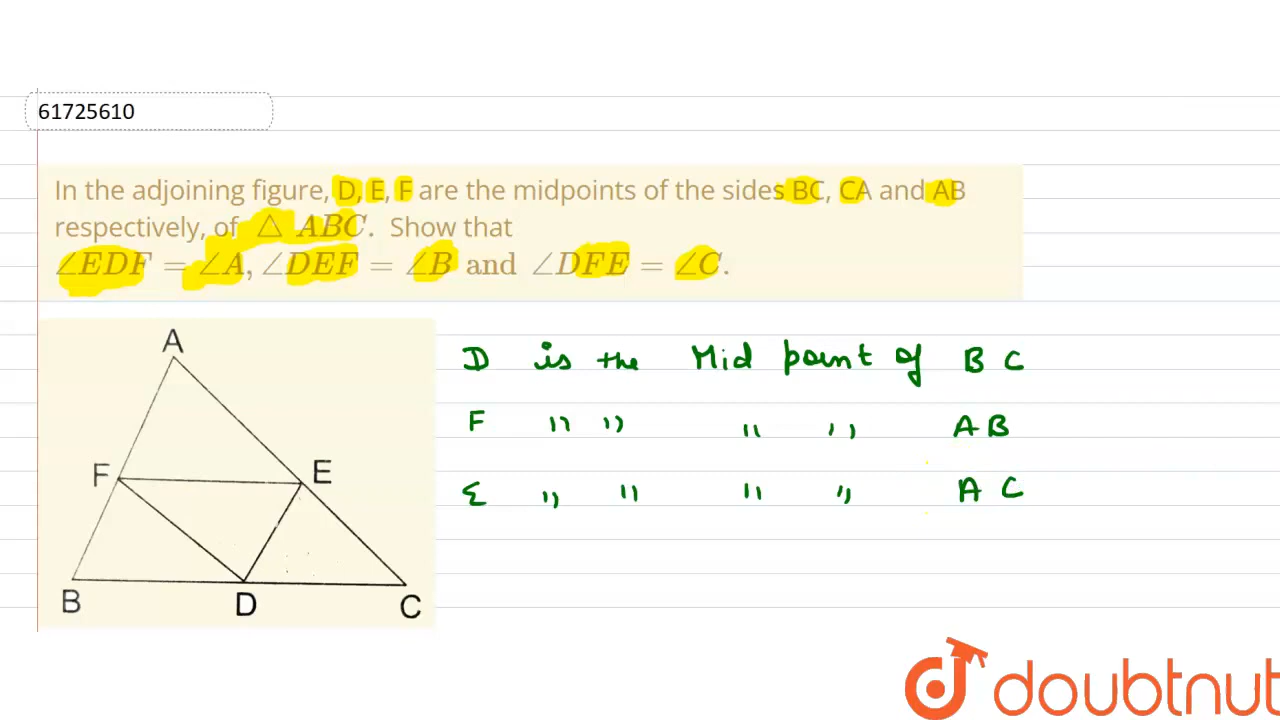 61725610
In the adjoining figure, D, E, F are the midpoints of the sides BC, CA and AB
respectively, of △ ABC. Show that
∠EDF = ∠A, ∠DEF = ∠B and ∠DFE = ∠C.
A
F
E
B
D
C
D is the Mid point of BC
F '' '' '' '' AB
E '' '' '' '' AC
doubtnut